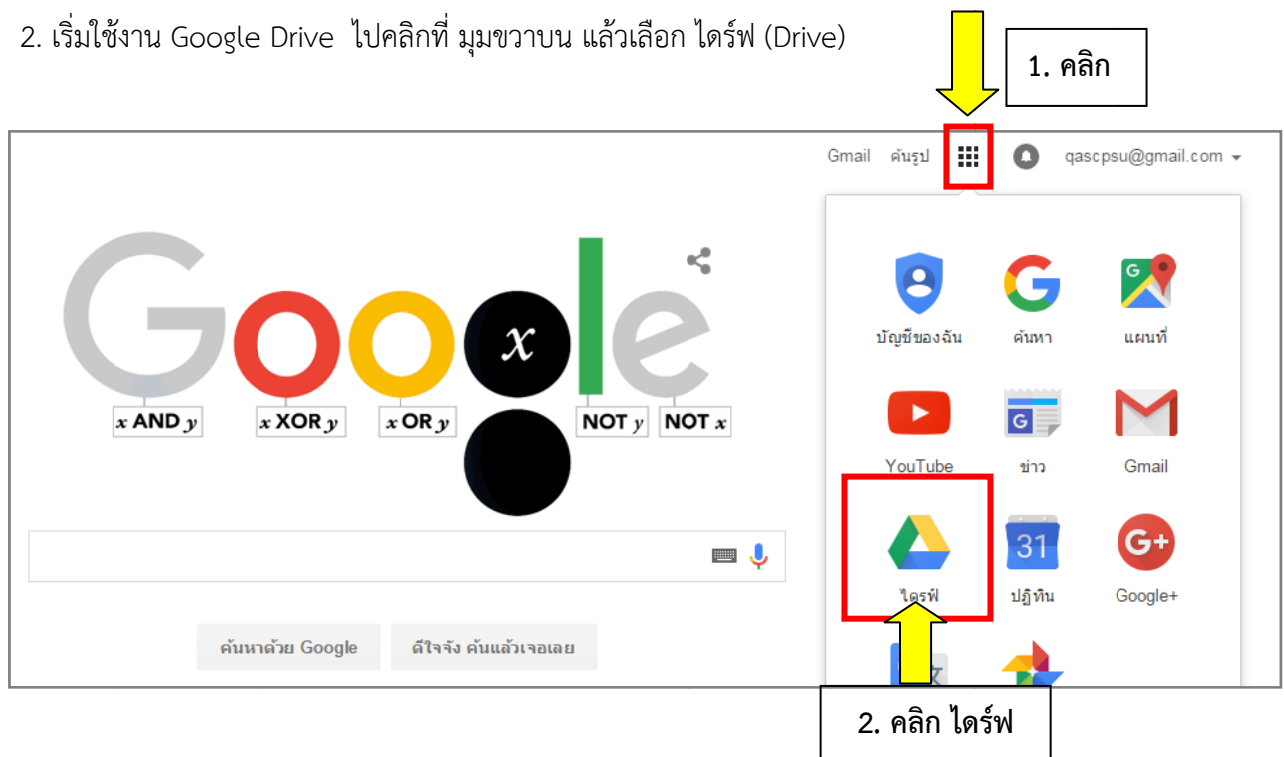 2. เริ่มใช้งาน Google Drive ไปคลิกที่ มุมขวาบน แล้วเลือก ไดร์ฟ (Drive)
1. คลิก
Gmail ค้นรูป qascpsu@gmail.com
Google
x
x AND y x XOR y x OR y NOT y NOT x
บัญชีของฉัน ค้นหา แผนที่
G
G
YouTube ข่าว Gmail
31 G+
ไดรฟ์ ปฏิทิน Google+
ค้นหาด้วย Google ดีใจจัง ค้นแล้วเจอเลย
2. คลิก ไดร์ฟ